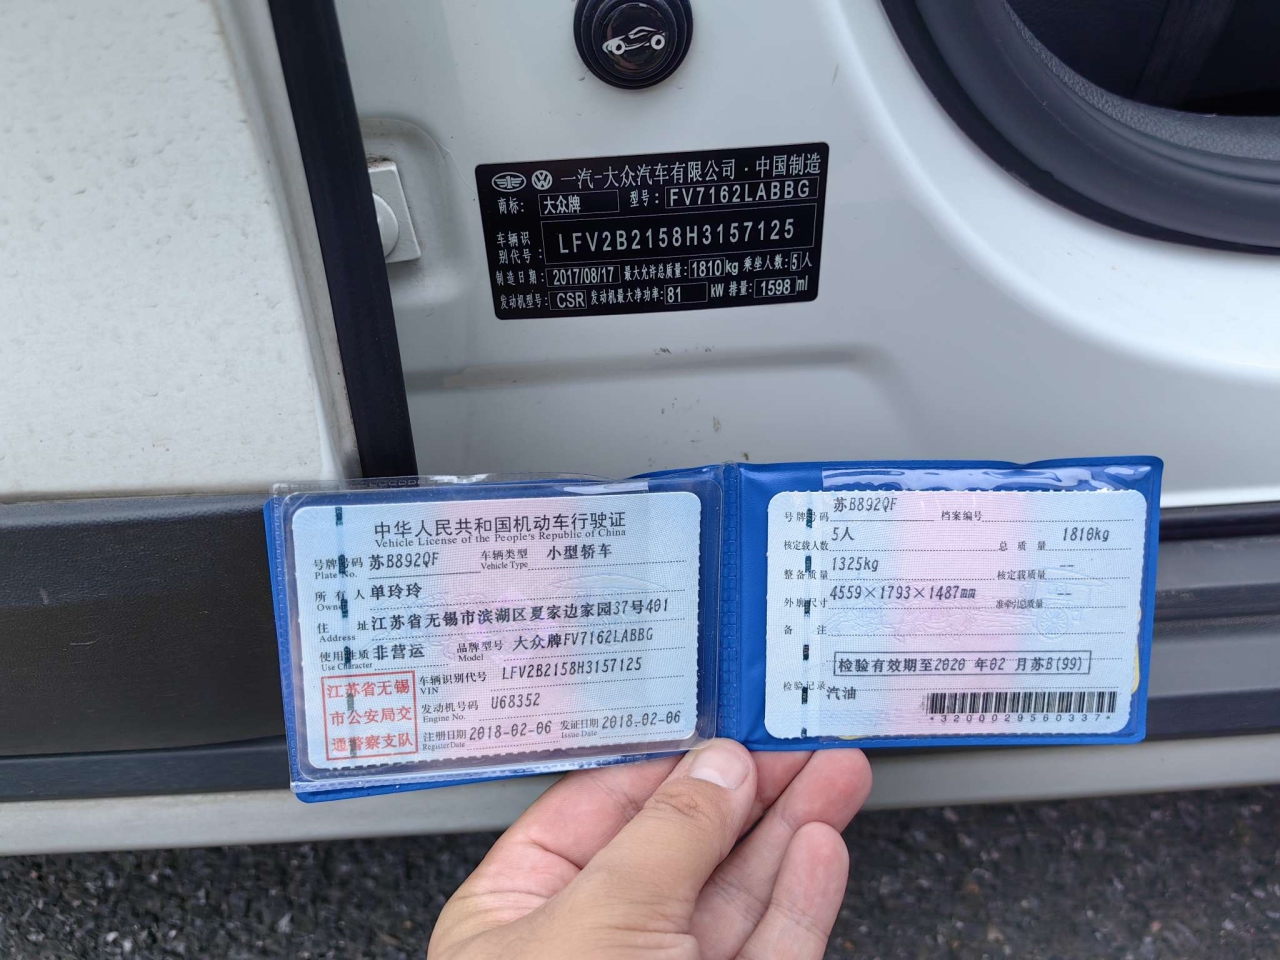 一汽-大众汽车有限公司·中国制造
商标: 大众牌 型号: FV7162LABBG
车辆识别代号: LFV2B2158H3157125
制造日期: 2017/08/17 最大允许总质量: 1810 kg 乘坐人数: 5 人
发动机型号: CSR 发动机最大净功率: 81 kW 排量: 1598 ml
中华人民共和国机动车行驶证
Vehicle License of the People's Republic of China
号牌号码 苏B892QF 车辆类型 小型轿车
Plate No. Vehicle Type
所有人 单玲玲
Owner
住址 江苏省无锡市滨湖区夏家边家园37号401
Address
使用性质 非营运 品牌型号 大众牌FV7162LABBG
Use Character Model
江苏省无锡市公安局交通警察支队
车辆识别代号 LFV2B2158H3157125
VIN
发动机号码 U68352
Engine No.
注册日期 2018-02-06 发证日期 2018-02-06
Register Date Issue Date
号牌号码 苏B892QF 档案编号
核定载人数 5人 总质量 1810kg
整备质量 1325kg 核定载质量 --
外廓尺寸 4559×1793×1487mm 准牵引总质量 --
备注
检验有效期至2020年02月苏B(99)
检验记录 汽油
*3200029560337*